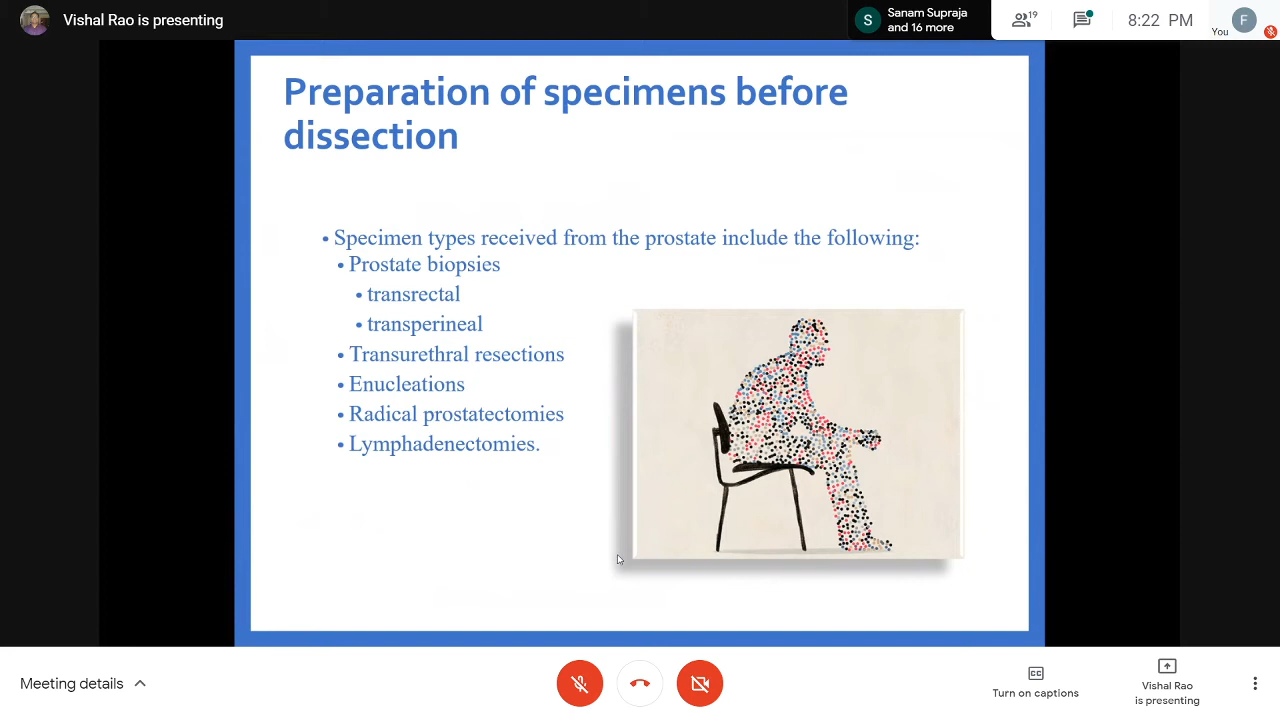 Vishal Rao is presenting
S
Sanam Supraja
and 16 more
19
8:22 PM
You
F
Preparation of specimens before
dissection
• Specimen types received from the prostate include the following:
• Prostate biopsies
• transrectal
• transperineal
• Transurethral resections
• Enucleations
• Radical prostatectomies
• Lymphadenectomies.
Meeting details
CC
Turn on captions
Vishal Rao
is presenting